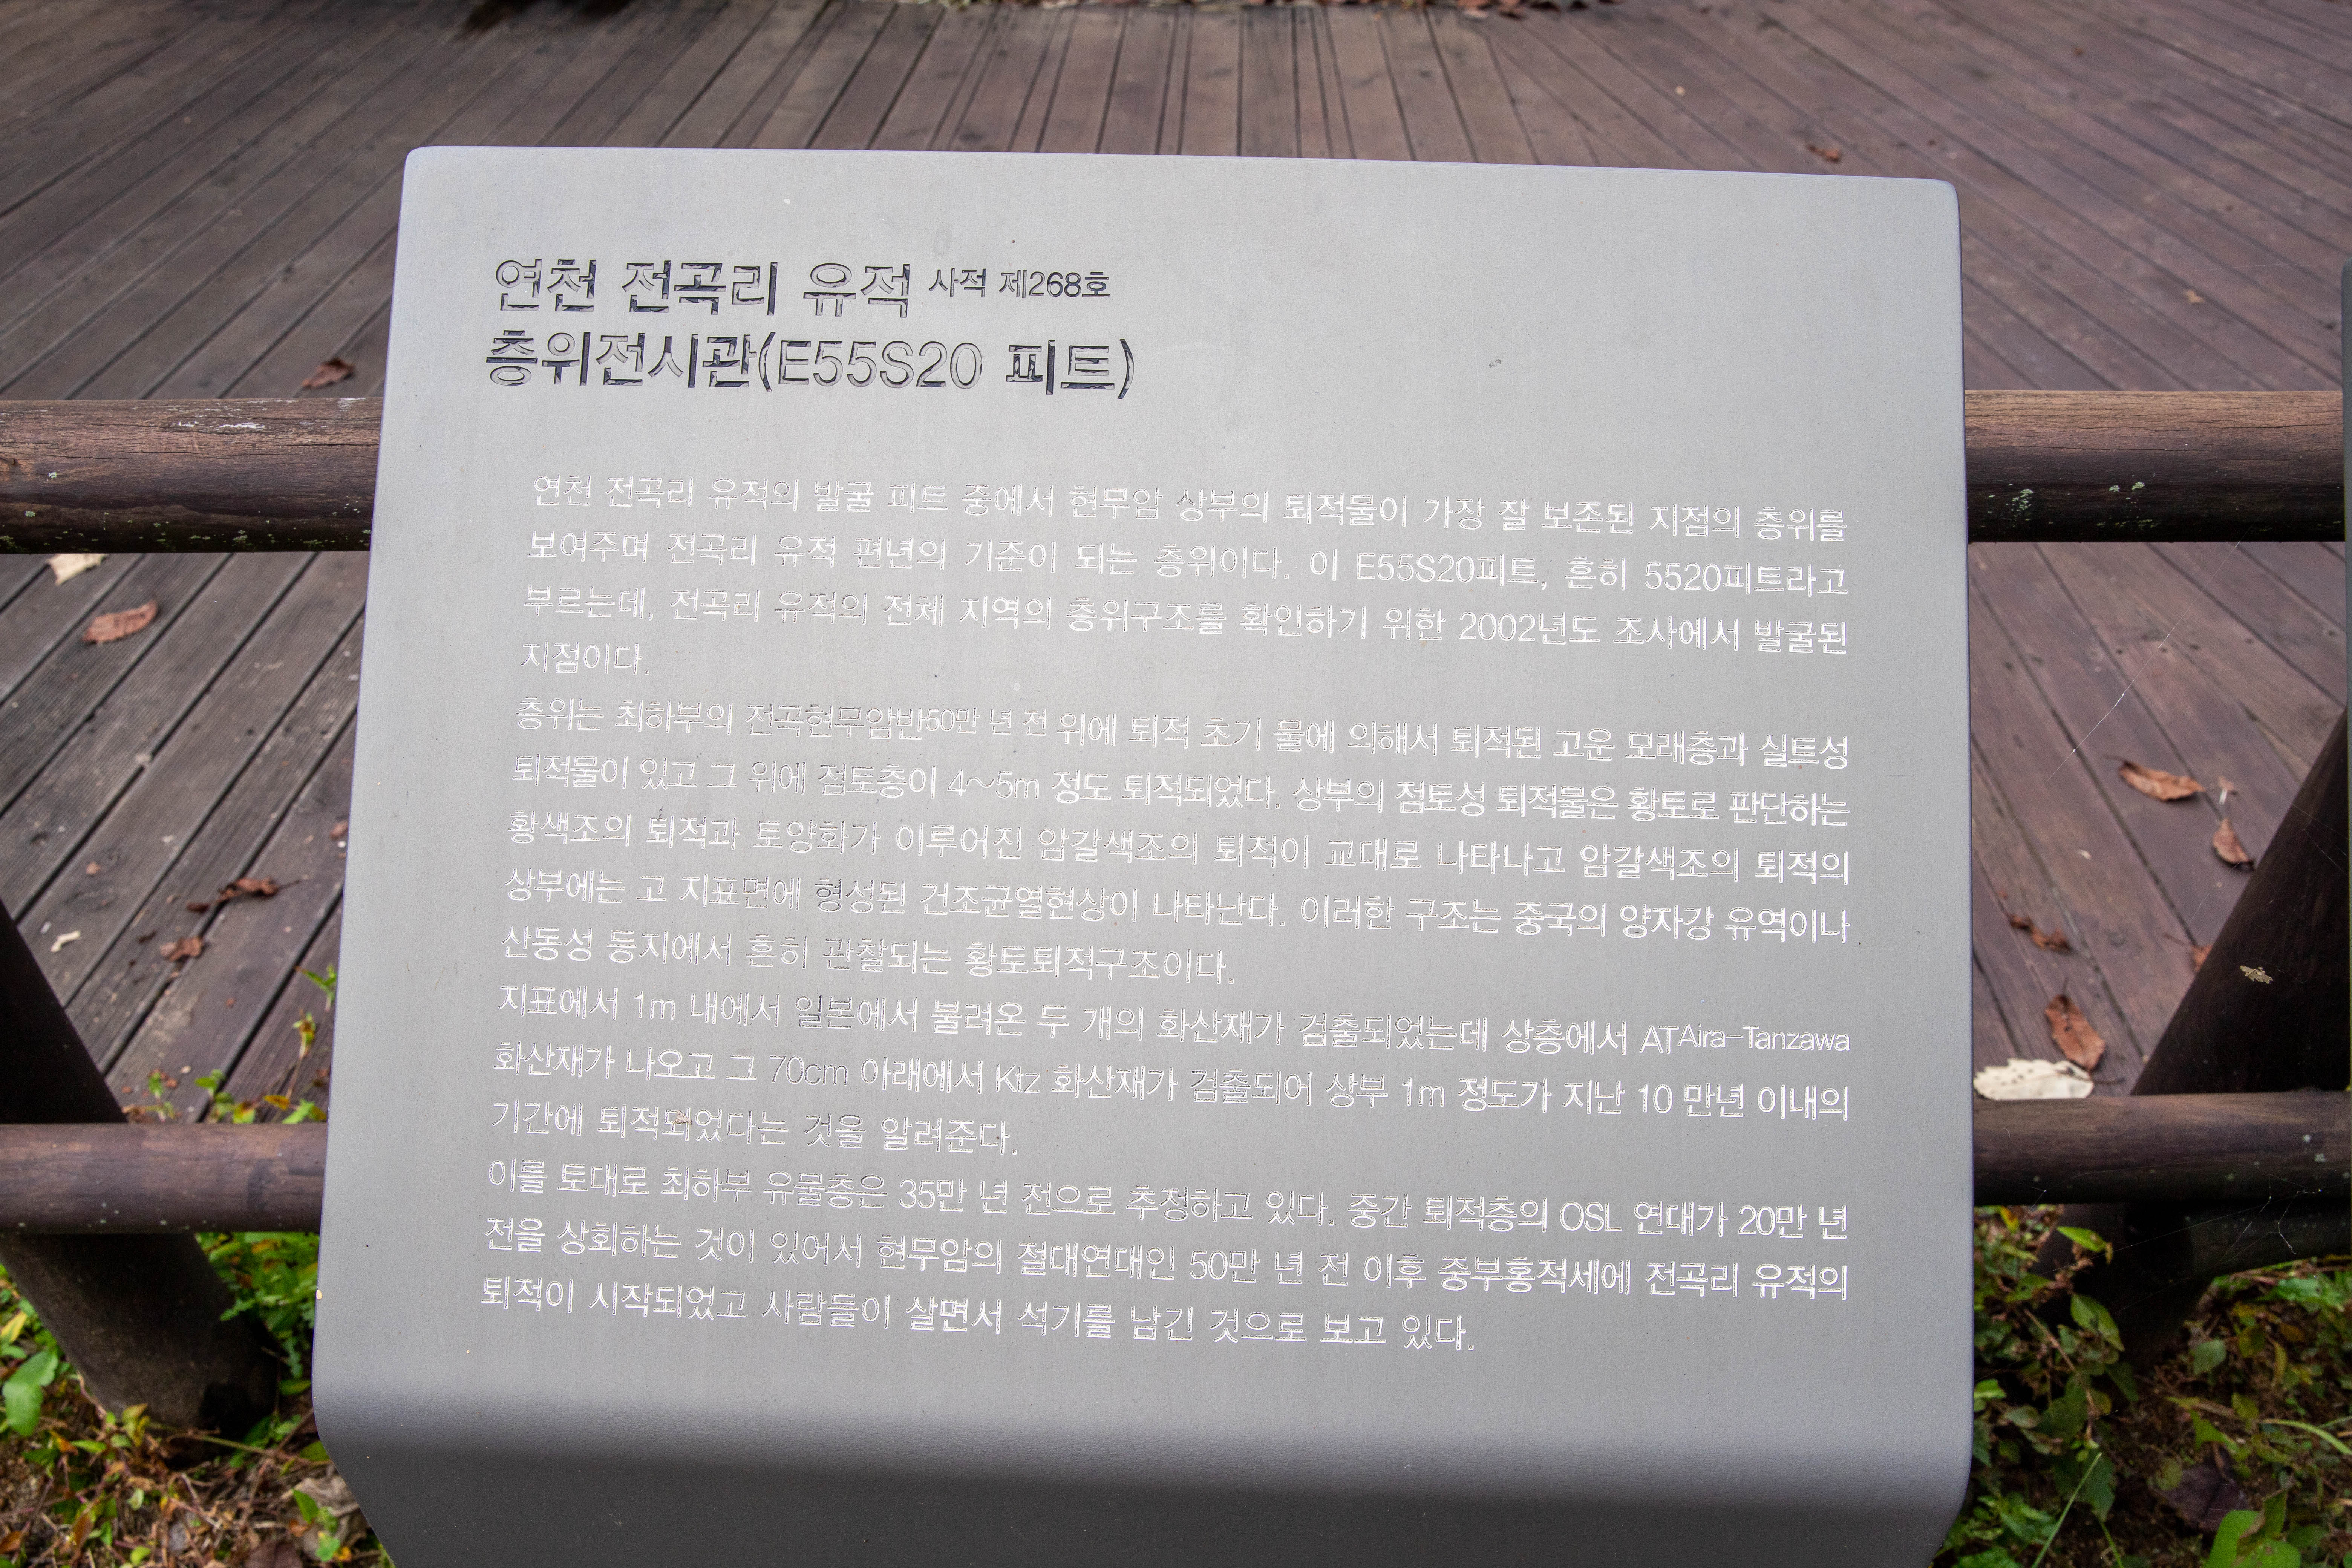 연천 전곡리 유적 사적 제268호
층위전시관(E55S20 피트)
연천 전곡리 유적의 발굴 피트 중에서 현무암 상부의 퇴적물이 가장 잘 보존된 지점의 층위를
보여주며 전곡리 유적 편년의 기준이 되는 층위이다. 이 E55S20피트, 흔히 5520피트라고
부르는데, 전곡리 유적의 전체 지역의 층위구조를 확인하기 위한 2002년도 조사에서 발굴된
지점이다.
층위는 최하부의 전곡현무암반50만 년 전 위에 퇴적 초기 물에 의해서 퇴적된 고운 모래층과 실트성
퇴적물이 있고 그 위에 점토층이 4~5m 정도 퇴적되었다. 상부의 점토성 퇴적물은 황토로 판단하는
황색조의 퇴적과 토양화가 이루어진 암갈색조의 퇴적이 교대로 나타나고 암갈색조의 퇴적의
상부에는 고 지표면에 형성된 건조균열현상이 나타난다. 이러한 구조는 중국의 양자강 유역이나
산동성 등지에서 흔히 관찰되는 황토퇴적구조이다.
지표에서 1m 내에서 일본에서 불려온 두 개의 화산재가 검출되었는데 상층에서 ATAira-Tanzawa
화산재가 나오고 그 70cm 아래에서 Ktz 화산재가 검출되어 상부 1m 정도가 지난 10 만년 이내의
기간에 퇴적되었다는 것을 알려준다.
이를 토대로 최하부 유물층은 35만 년 전으로 추정하고 있다. 중간 퇴적층의 OSL 연대가 20만 년
전을 상회하는 것이 있어서 현무암의 절대연대인 50만 년 전 이후 중부홍적세에 전곡리 유적의
퇴적이 시작되었고 사람들이 살면서 석기를 남긴 것으로 보고 있다.